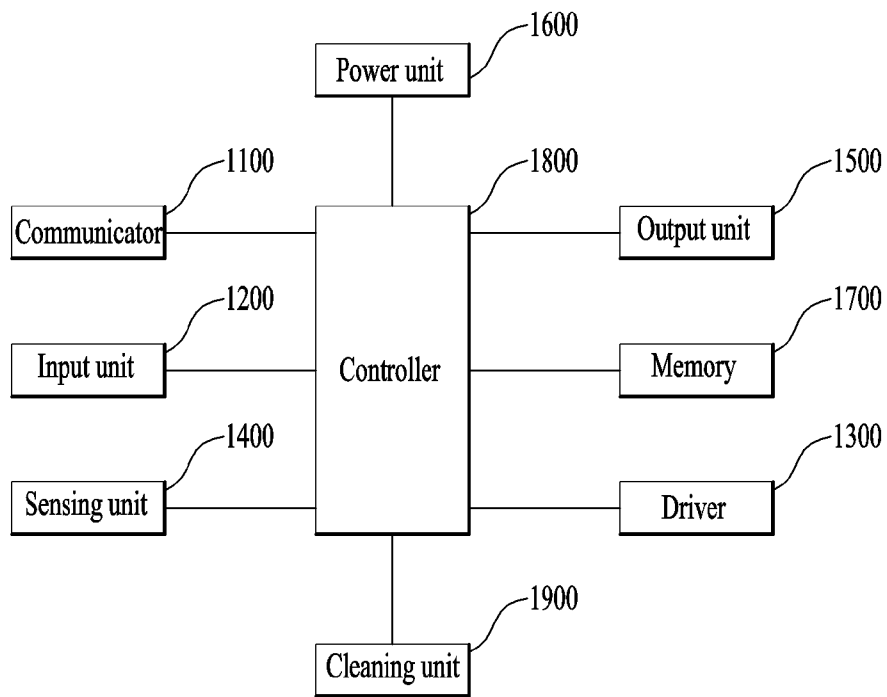 1600
Power unit
1100
1800
1500
Communicator
Output unit
1200
1700
Input unit
Controller
Memory
1400
1300
Sensing unit
Driver
1900
Cleaning unit